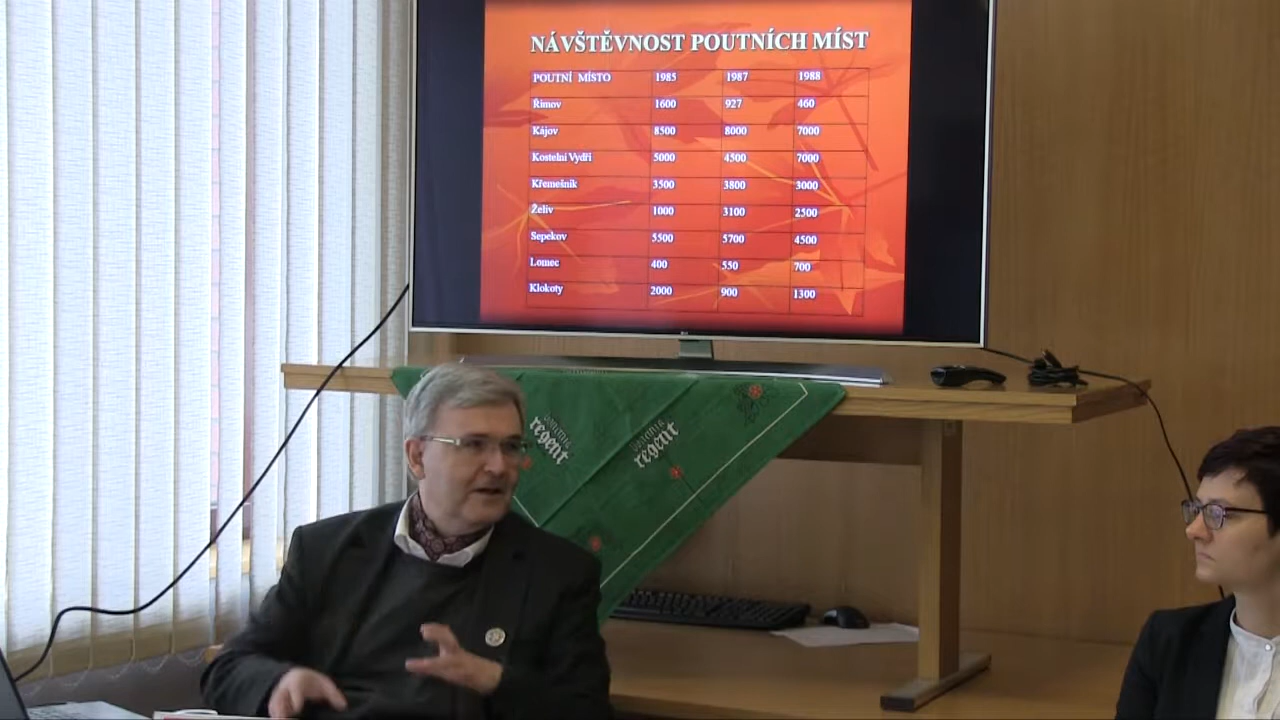 NÁVŠTĚVNOST POUTNÍCH MÍST
POUTNÍ MÍSTO 1985 1987 1988
Římov 1600 927 460
Kájov 8500 8000 7000
Kostelní Vydří 5000 4500 7000
Křemešník 3500 3800 3000
Želiv 1000 3100 2500
Sepekov 5500 5700 4500
Lomec 400 550 700
Klokoty 2000 900 1300
regent
regent